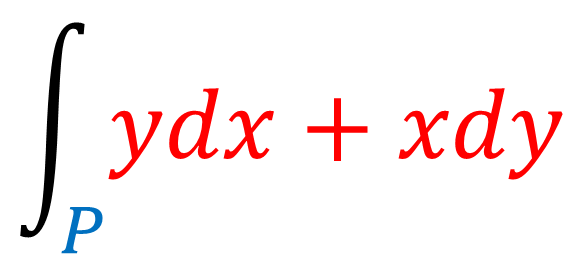 ∫_P ydx + xdy